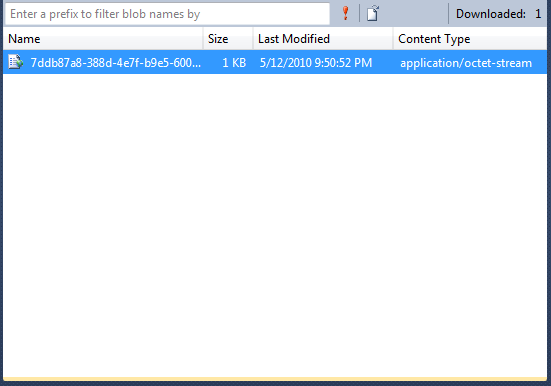 Enter a prefix to filter blob names by
Downloaded: 1
Name Size Last Modified Content Type
7ddb87a8-388d-4e7f-b9e5-600... 1 KB 5/12/2010 9:50:52 PM application/octet-stream